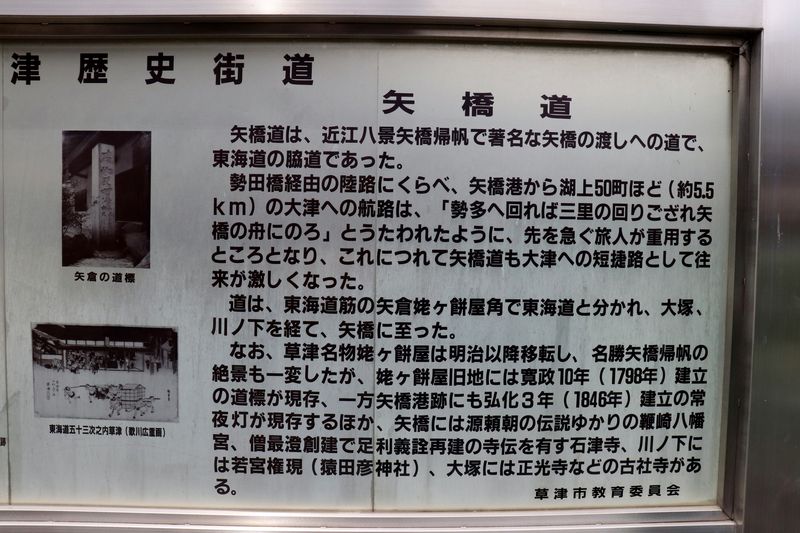 津歴史街道
矢橋道
矢橋道は、近江八景矢橋帰帆で著名な矢橋の渡しへの道で、
東海道の脇道であった。
勢田橋経由の陸路にくらべ、矢橋港から湖上50町ほど（約5.5
km）の大津への航路は、「勢多へ回れば三里の回りござれ矢
橋の舟にのろ」とうたわれたように、先を急ぐ旅人が重用する
ところとなり、これにつれて矢橋道も大津への短捷路として往
来が激しくなった。
道は、東海道筋の矢倉姥ヶ餅屋角で東海道と分かれ、大塚、
川ノ下を経て、矢橋に至った。
なお、草津名物姥ヶ餅屋は明治以降移転し、名勝矢橋帰帆の
絶景も一変したが、姥ヶ餅屋旧地には寛政10年（1798年）建立
の道標が現存、一方矢橋港跡にも弘化3年（1846年）建立の常
夜灯が現存するほか、矢橋には源頼朝の伝説ゆかりの鞭崎八幡
宮、僧最澄創建で足利義詮再建の寺伝を有す石津寺、川ノ下に
は若宮権現（猿田彦神社）、大塚には正光寺などの古社寺があ
る。
草津市教育委員会
矢倉の道標
東海道五十三次之内草津（歌川広重画）
跡